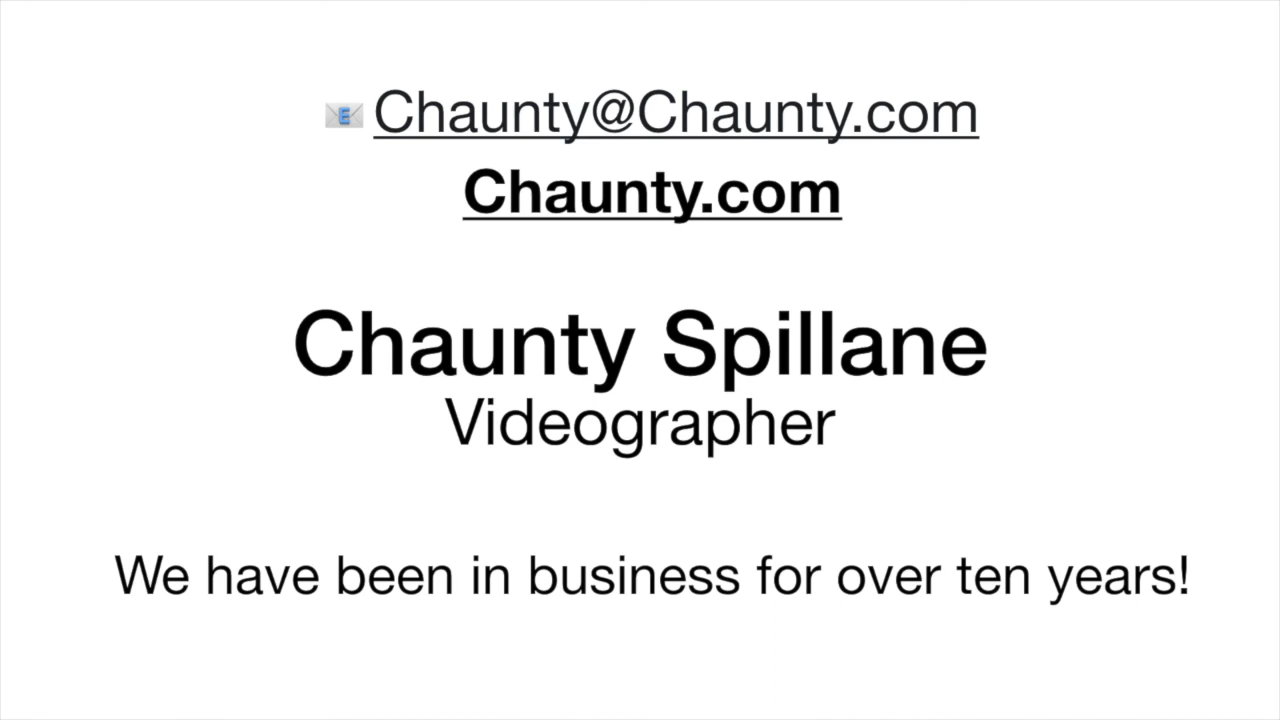 📧 Chaunty@Chaunty.com
Chaunty.com
Chaunty Spillane
Videographer
We have been in business for over ten years!